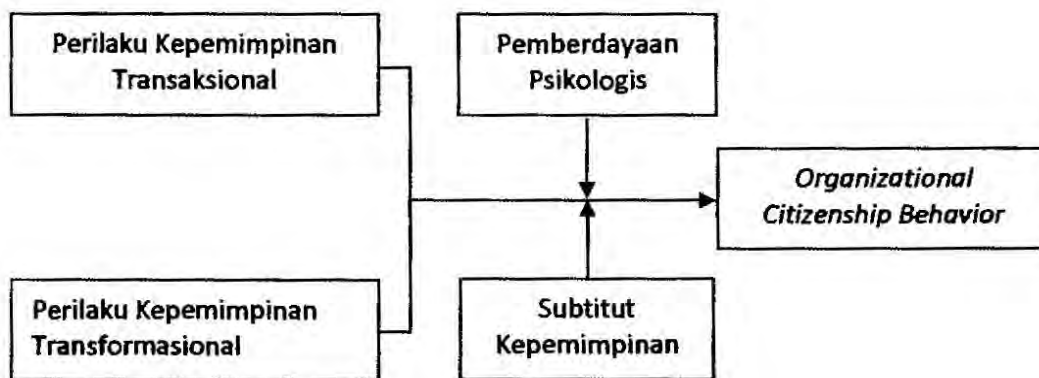 Perilaku Kepemimpinan
Transaksional
Pemberdayaan
Psikologis
Organizational
Citizenship Behavior
Perilaku Kepemimpinan
Transformasional
Subtitut
Kepemimpinan